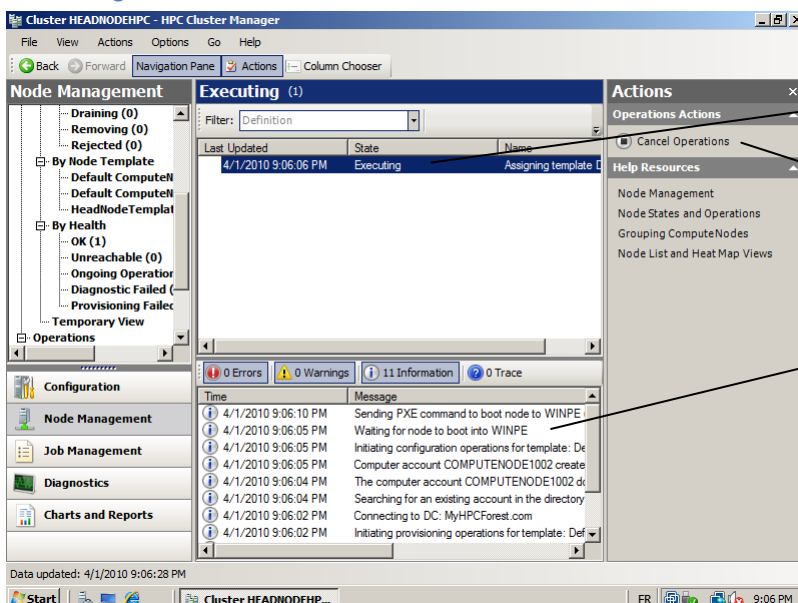 Cluster HEADNODEHPC - HPC Cluster Manager
File View Actions Options Go Help
Back Forward Navigation Pane Actions Column Chooser
Node Management
Draining (0)
Removing (0)
Rejected (0)
By Node Template
Default ComputeN
Default ComputeN
HeadNodeTemplat
By Health
OK (1)
Unreachable (0)
Ongoing Operation
Diagnostic Failed (
Provisioning Failed
Temporary View
Operations
Configuration
Node Management
Job Management
Diagnostics
Charts and Reports
Executing (1)
Filter: Definition
Last Updated State Name
4/1/2010 9:06:06 PM Executing Assigning template D
0 Errors 0 Warnings 11 Information 0 Trace
Time Message
4/1/2010 9:06:10 PM Sending PXE command to boot node to WINPE
4/1/2010 9:06:05 PM Waiting for node to boot into WINPE
4/1/2010 9:06:05 PM Initiating configuration operations for template: De
4/1/2010 9:06:05 PM Computer account COMPUTENODE1002 create
4/1/2010 9:06:04 PM The computer account COMPUTENODE1002 do
4/1/2010 9:06:04 PM Searching for an existing account in the directory
4/1/2010 9:06:02 PM Connecting to DC: MyHPCForest.com
4/1/2010 9:06:02 PM Initiating provisioning operations for template: Def
Actions
Operations Actions
Cancel Operations
Help Resources
Node Management
Node States and Operations
Grouping Compute Nodes
Node List and Heat Map Views
Data updated: 4/1/2010 9:06:28 PM
Start Cluster HEADNODEHP... FR 9:06 PM